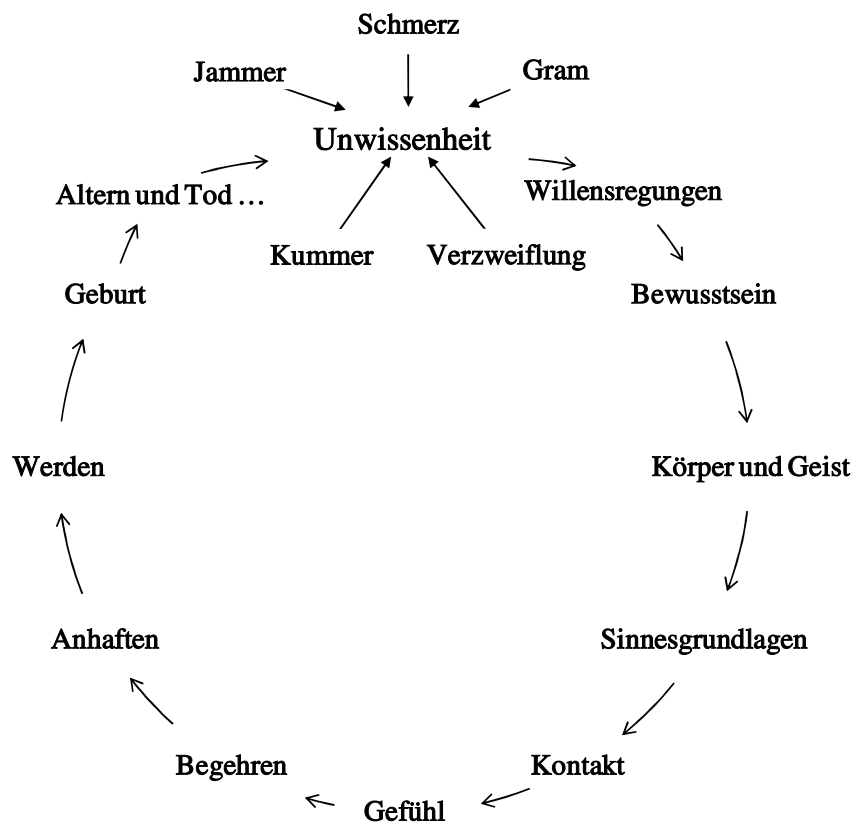 Schmerz
Jammer
Gram
Unwissenheit
Altern und Tod …
Willensregungen
Kummer
Verzweiflung
Geburt
Bewusstsein
Werden
Körper und Geist
Anhaften
Sinnesgrundlagen
Begehren
Kontakt
Gefühl